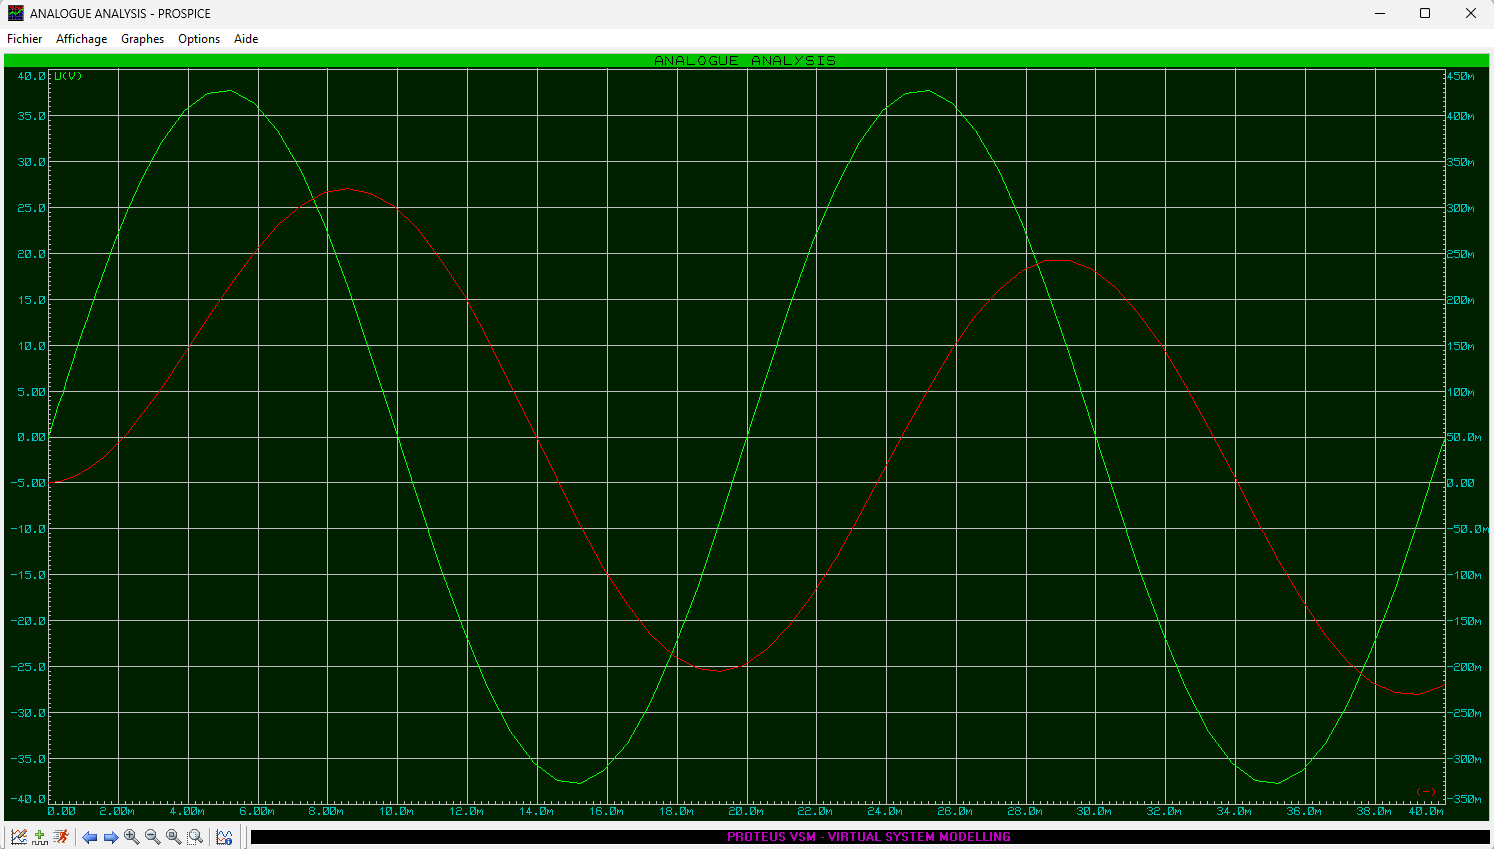 ANALOGUE ANALYSIS - PROSPICE
Fichier Affichage Graphes Options Aide
ANALOGUE ANALYSIS
40.0 U(V) 450m
35.0 400m
30.0 350m
25.0 300m
20.0 250m
15.0 200m
10.0 150m
5.00 100m
0.00 50.0m
-5.00 0.00
-10.0 -50.0m
-15.0 -100m
-20.0 -150m
-25.0 -200m
-30.0 -250m
-35.0 -300m
(-)
-40.0 -350m
0.00 2.00m 4.00m 6.00m 8.00m 10.0m 12.0m 14.0m 16.0m 18.0m 20.0m 22.0m 24.0m 26.0m 28.0m 30.0m 32.0m 34.0m 36.0m 38.0m 40.0m
PROTEUS VSM - VIRTUAL SYSTEM MODELLING